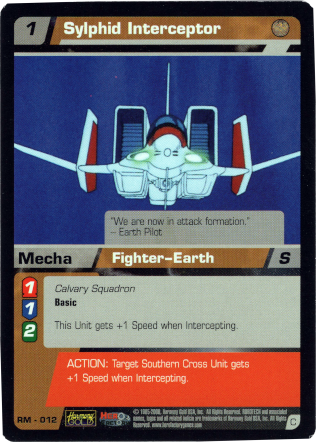 1 Sylphid Interceptor
"We are now in attack formation."
– Earth Pilot
Mecha Fighter-Earth S
1 Calvary Squadron
1 Basic
2 This Unit gets +1 Speed when Intercepting.
ACTION: Target Southern Cross Unit gets
+1 Speed when Intercepting.
RM - 012 Harmony GOLD
C